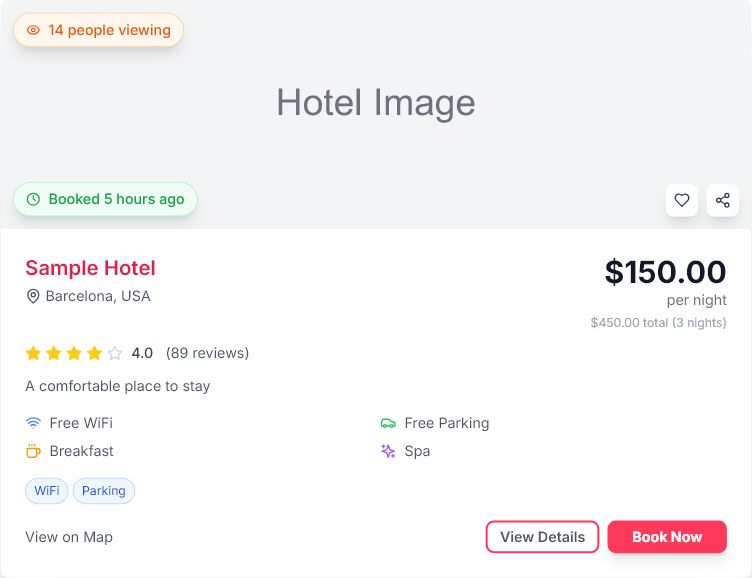 14 people viewing
Hotel Image
Booked 5 hours ago
Sample Hotel
$150.00
Barcelona, USA
per night
$450.00 total (3 nights)
4.0 (89 reviews)
A comfortable place to stay
Free WiFi
Free Parking
Breakfast
Spa
WiFi
Parking
View on Map
View Details
Book Now